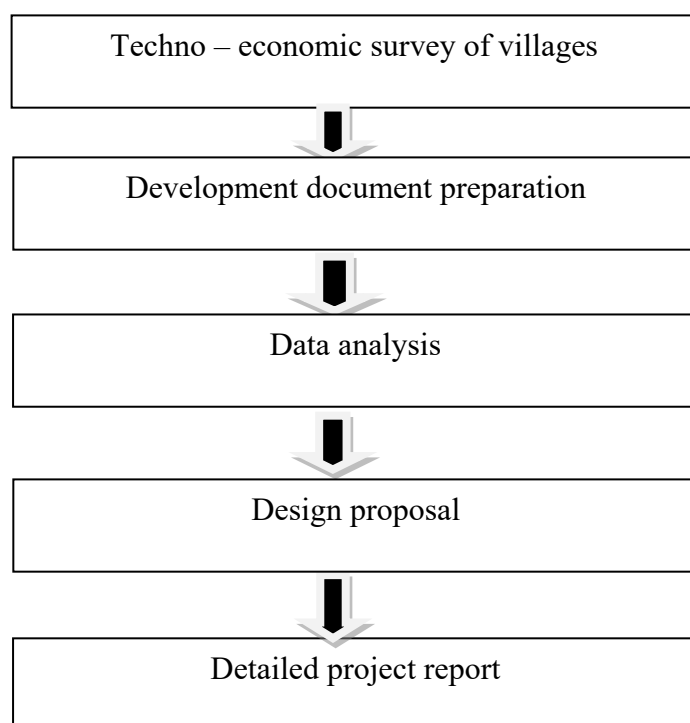 Techno – economic survey of villages
Development document preparation
Data analysis
Design proposal
Detailed project report